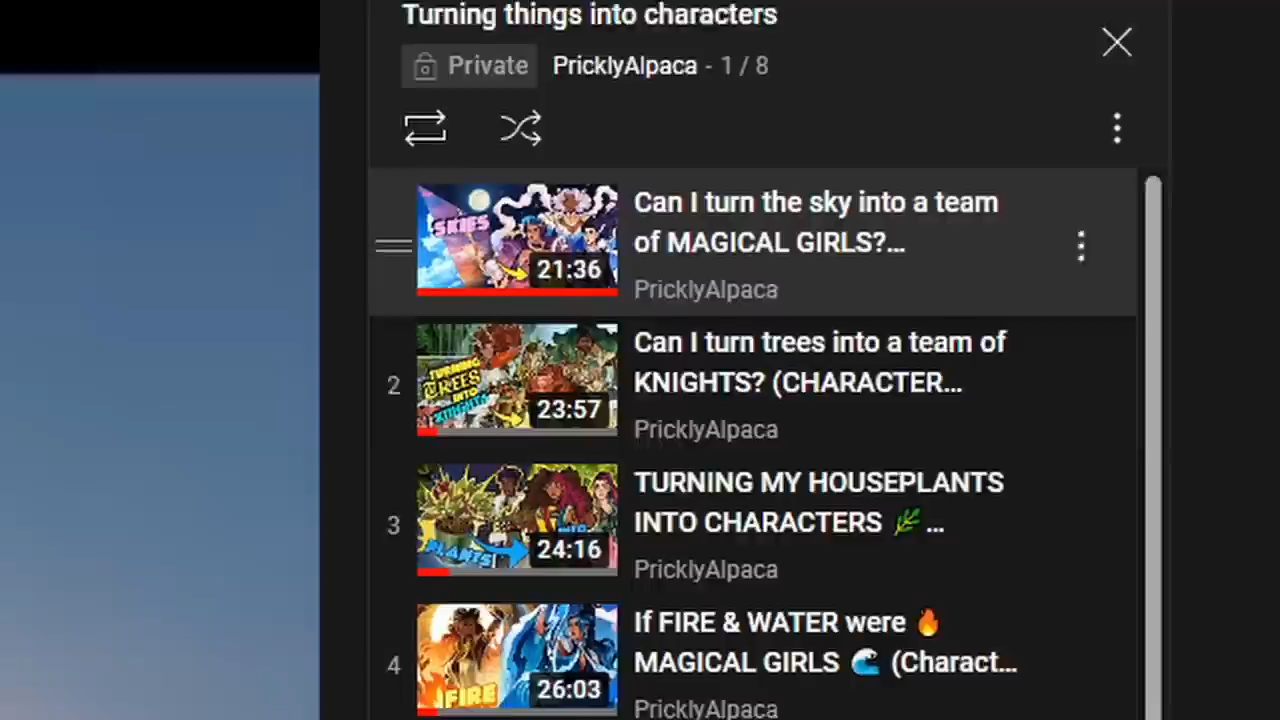 Turning things into characters
Private PricklyAlpaca - 1 / 8
SKIES
21:36
Can I turn the sky into a team
of MAGICAL GIRLS?...
PricklyAlpaca
2
TURNING
TREES
INTO
KNIGHTS
23:57
Can I turn trees into a team of
KNIGHTS? (CHARACTER...
PricklyAlpaca
3
PLANTS
INTO
24:16
TURNING MY HOUSEPLANTS
INTO CHARACTERS 🌿 ...
PricklyAlpaca
4
FIRE
26:03
If FIRE & WATER were 🔥
MAGICAL GIRLS 🌊 (Charact...
PricklyAlpaca